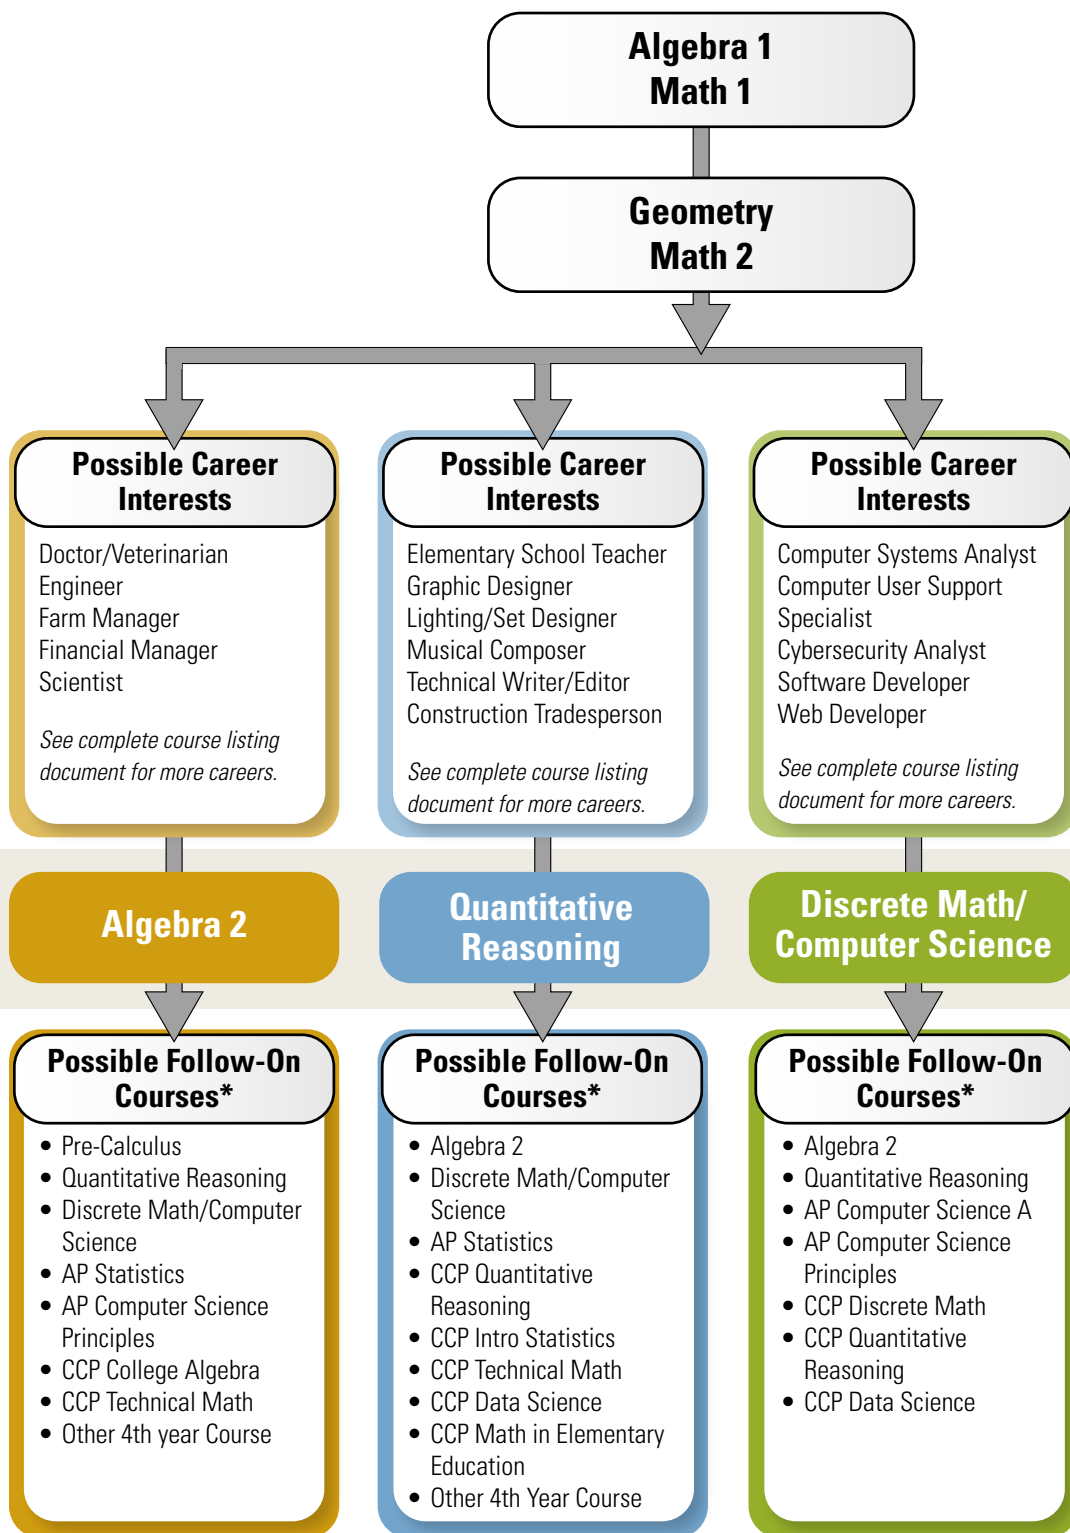 Algebra 1
Math 1
Geometry
Math 2
Possible Career
Interests
Doctor/Veterinarian
Engineer
Farm Manager
Financial Manager
Scientist
See complete course listing
document for more careers.
Possible Career
Interests
Elementary School Teacher
Graphic Designer
Lighting/Set Designer
Musical Composer
Technical Writer/Editor
Construction Tradesperson
See complete course listing
document for more careers.
Possible Career
Interests
Computer Systems Analyst
Computer User Support
Specialist
Cybersecurity Analyst
Software Developer
Web Developer
See complete course listing
document for more careers.
Algebra 2
Quantitative
Reasoning
Discrete Math/
Computer Science
Possible Follow-On
Courses*
• Pre-Calculus
• Quantitative Reasoning
• Discrete Math/Computer
Science
• AP Statistics
• AP Computer Science
Principles
• CCP College Algebra
• CCP Technical Math
• Other 4th year Course
Possible Follow-On
Courses*
• Algebra 2
• Discrete Math/Computer
Science
• AP Statistics
• CCP Quantitative
Reasoning
• CCP Intro Statistics
• CCP Technical Math
• CCP Data Science
• CCP Math in Elementary
Education
• Other 4th Year Course
Possible Follow-On
Courses*
• Algebra 2
• Quantitative Reasoning
• AP Computer Science A
• AP Computer Science
Principles
• CCP Discrete Math
• CCP Quantitative
Reasoning
• CCP Data Science